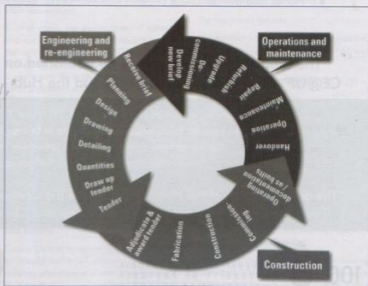 Engineering and
re-engineering
Operations and
maintenance
Construction
Receive brief
Planning
Design
Drawing
Detailing
Quantities
Draw up
tender
Tender
Adjudicate &
award tender
Fabrication
Construction
Commission-
ing
Operating
documentation
/ as builts
Handover
Operation
Maintenance
Repair
Refurbish
Upgrade
De-
commissioning
Develop
new brief